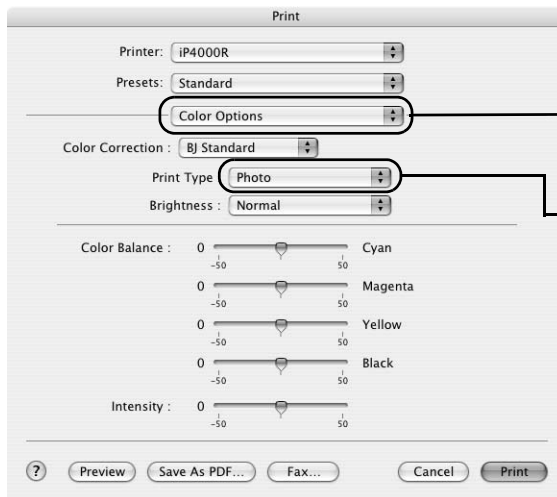 Print
Printer: iP4000R
Presets: Standard
Color Options
Color Correction : BJ Standard
Print Type Photo
Brightness : Normal
Color Balance : 0 Cyan
-50 50
0 Magenta
-50 50
0 Yellow
-50 50
0 Black
-50 50
Intensity : 0
-50 50
? Preview Save As PDF... Fax... Cancel Print